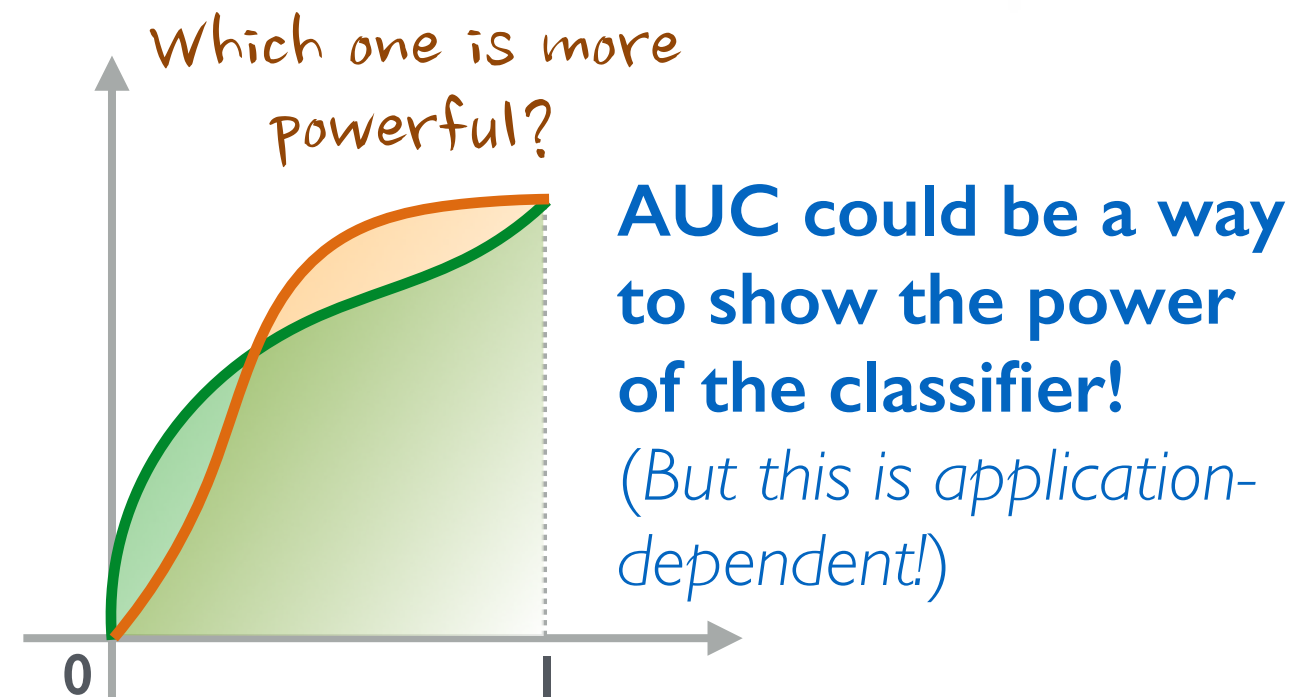 Which one is more
powerful?
AUC could be a way
to show the power
of the classifier!
(But this is application-
dependent!)
0
1